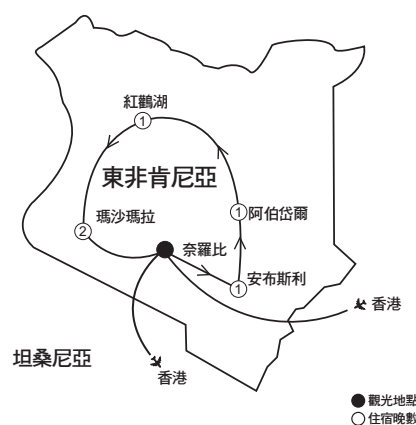 紅鸛湖
1
東非肯尼亞
阿伯岱爾
1
瑪沙瑪拉
2
奈羅比
安布斯利
1
香港
坦桑尼亞
香港
觀光地點
住宿晚數